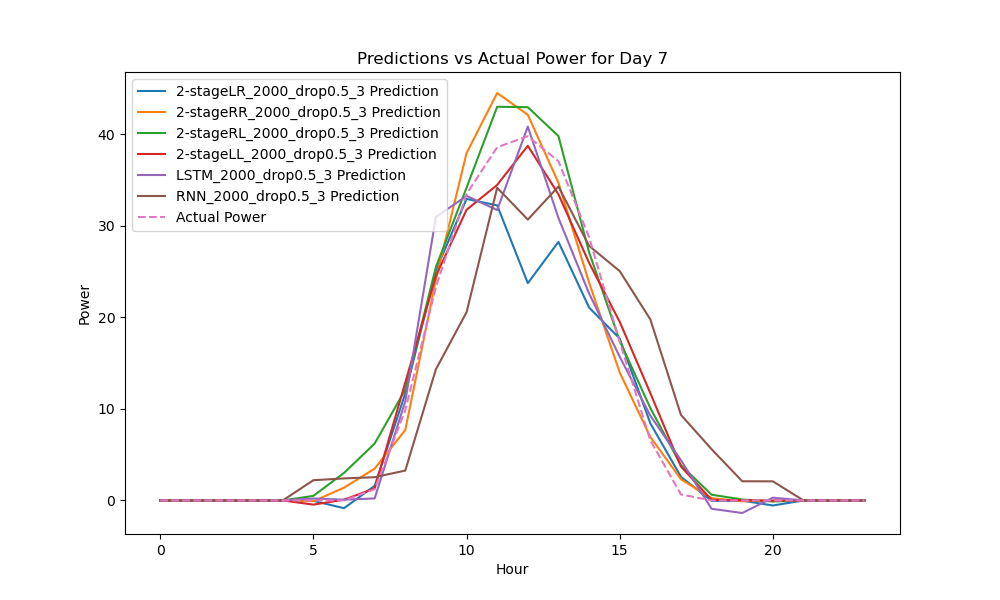 Predictions vs Actual Power for Day 7
2-stageLR_2000_drop0.5_3 Prediction
2-stageRR_2000_drop0.5_3 Prediction
2-stageRL_2000_drop0.5_3 Prediction
2-stageLL_2000_drop0.5_3 Prediction
LSTM_2000_drop0.5_3 Prediction
RNN_2000_drop0.5_3 Prediction
Actual Power
40
30
20
10
0
Power
0 5 10 15 20
Hour